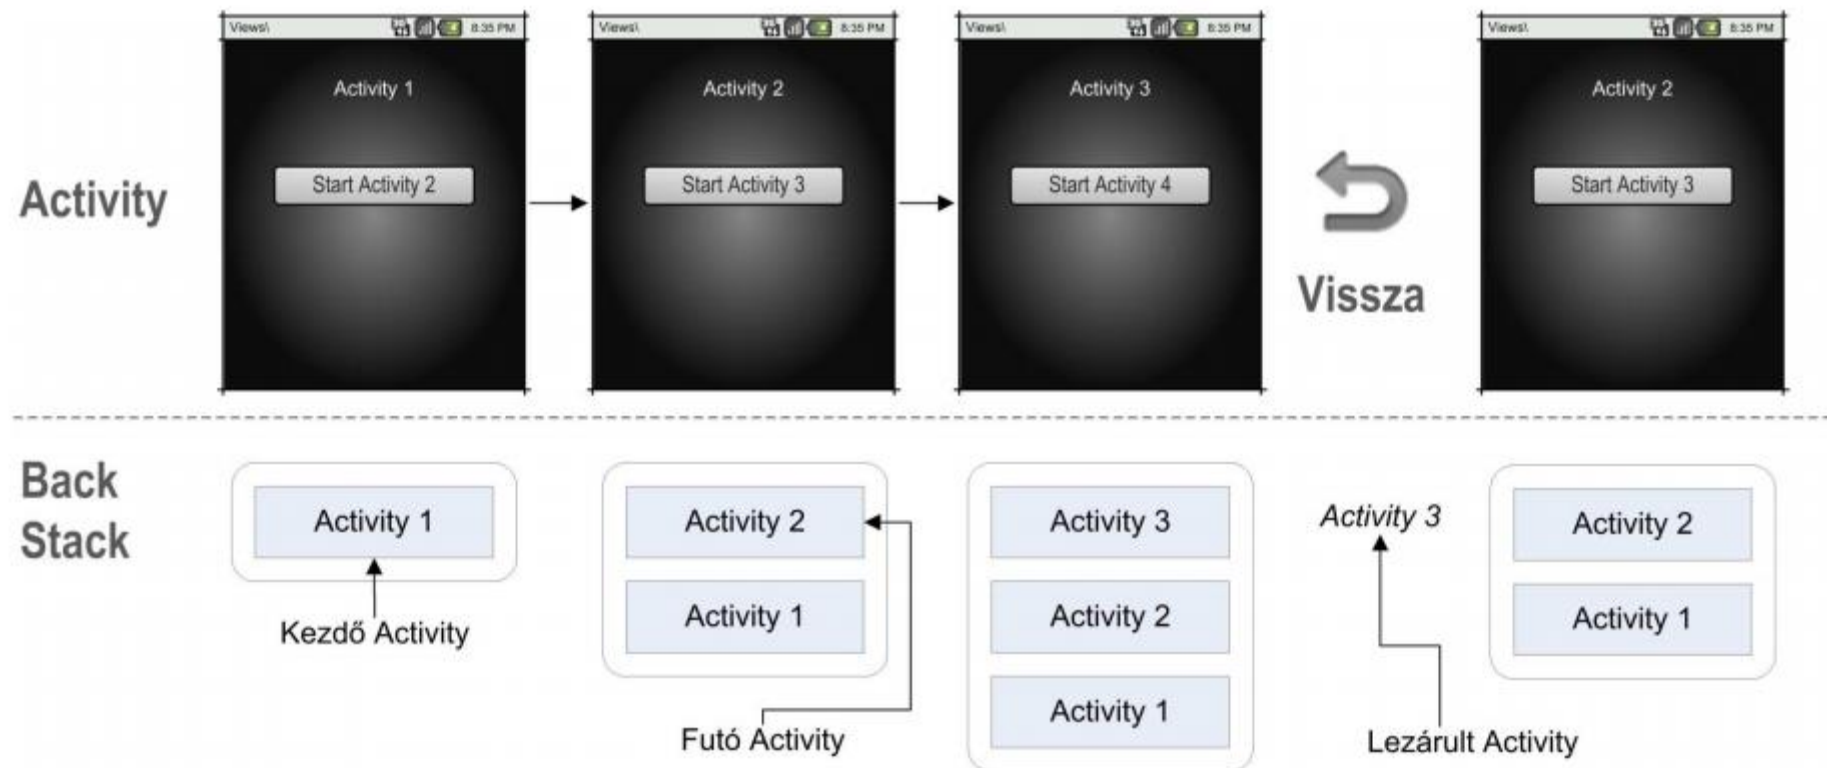 Views\ 8:35 PM
Activity 1
Start Activity 2
Views\ 8:35 PM
Activity 2
Start Activity 3
Views\ 8:35 PM
Activity 3
Start Activity 4
Vissza
Views\ 8:35 PM
Activity 2
Start Activity 3
Activity
Back
Stack
Activity 1
Kezdő Activity
Activity 2
Activity 1
Futó Activity
Activity 3
Activity 2
Activity 1
Activity 3
Lezárult Activity
Activity 2
Activity 1